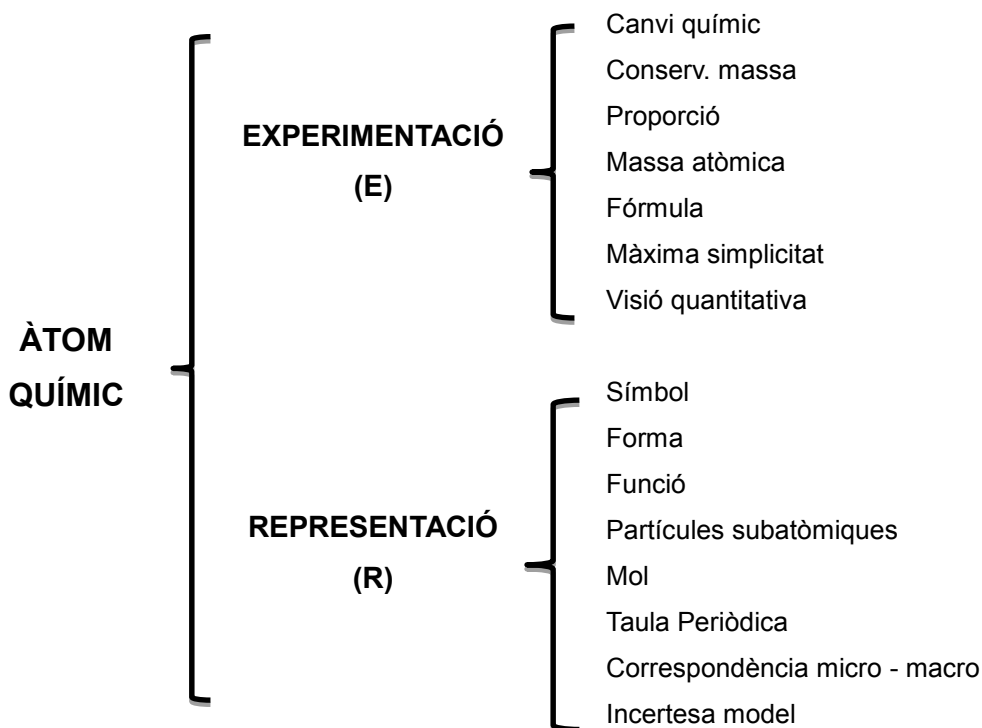 ÀTOM
QUÍMIC
EXPERIMENTACIÓ
(E)
Canvi químic
Conserv. massa
Proporció
Massa atòmica
Fórmula
Màxima simplicitat
Visió quantitativa
REPRESENTACIÓ
(R)
Símbol
Forma
Funció
Partícules subatòmiques
Mol
Taula Periòdica
Correspondència micro - macro
Incertesa model